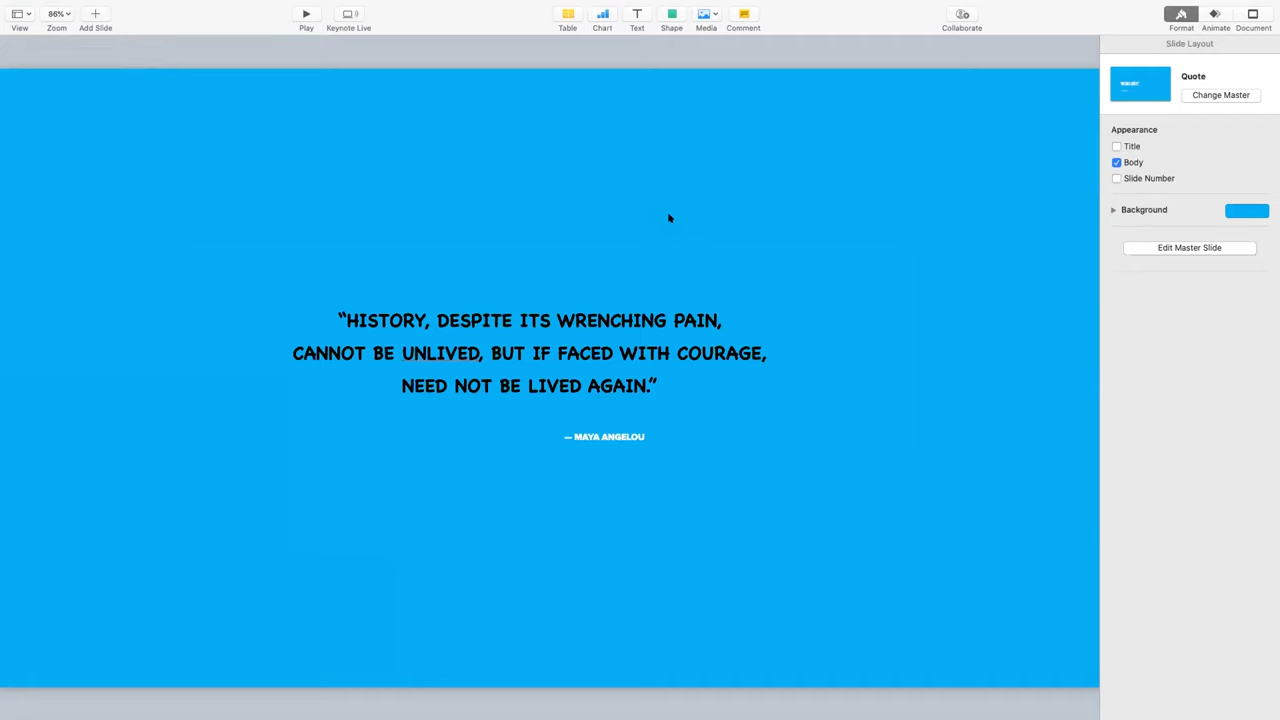 View
86%
Zoom
Add Slide
Play
Keynote Live
Table
Chart
Text
Shape
Media
Comment
Collaborate
Format
Animate
Document
Slide Layout
Quote
Change Master
Appearance
Title
Body
Slide Number
Background
Edit Master Slide
“HISTORY, DESPITE ITS WRENCHING PAIN,
CANNOT BE UNLIVED, BUT IF FACED WITH COURAGE,
NEED NOT BE LIVED AGAIN.”
— MAYA ANGELOU